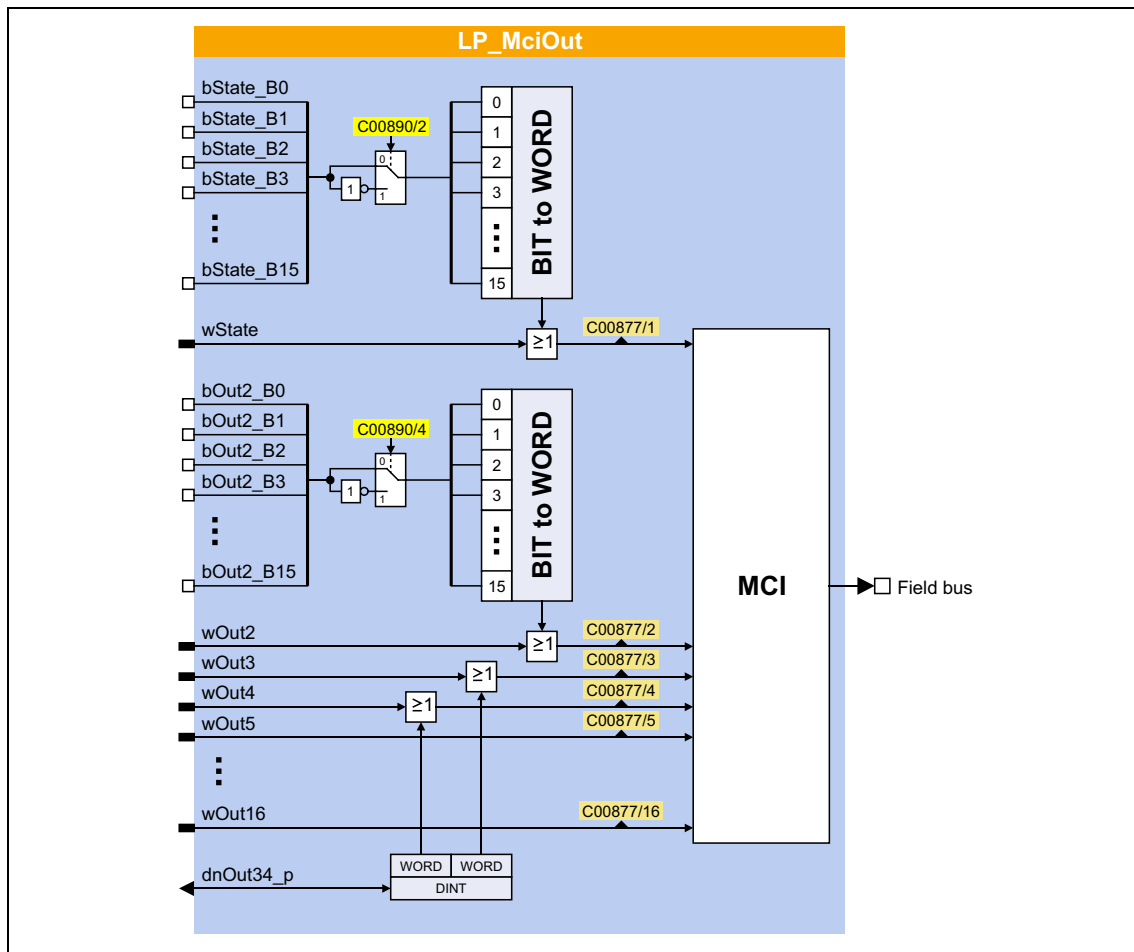 LP_MciOut
bState_B0
bState_B1
bState_B2
bState_B3
⋮
bState_B15
C00890/2
0
1
1
0
1
2
3
⋮
15
BIT to WORD
wState
≥1
C00877/1
bOut2_B0
bOut2_B1
bOut2_B2
bOut2_B3
⋮
bOut2_B15
C00890/4
0
1
1
0
1
2
3
⋮
15
BIT to WORD
MCI
Field bus
wOut2
≥1
C00877/2
wOut3
≥1
C00877/3
wOut4
≥1
C00877/4
wOut5
C00877/5
⋮
wOut16
C00877/16
dnOut34_p
WORD WORD
DINT